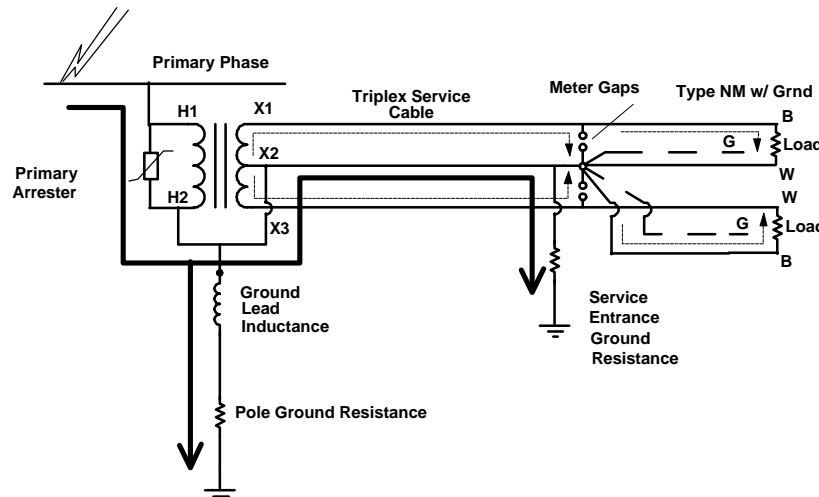 Primary Phase
H1
X1
Triplex Service
Cable
Meter Gaps
Type NM w/ Grnd
B
G
Load
W
X2
Primary
Arrester
H2
X3
W
G
Load
B
Ground
Lead
Inductance
Service
Entrance
Ground
Resistance
Pole Ground Resistance